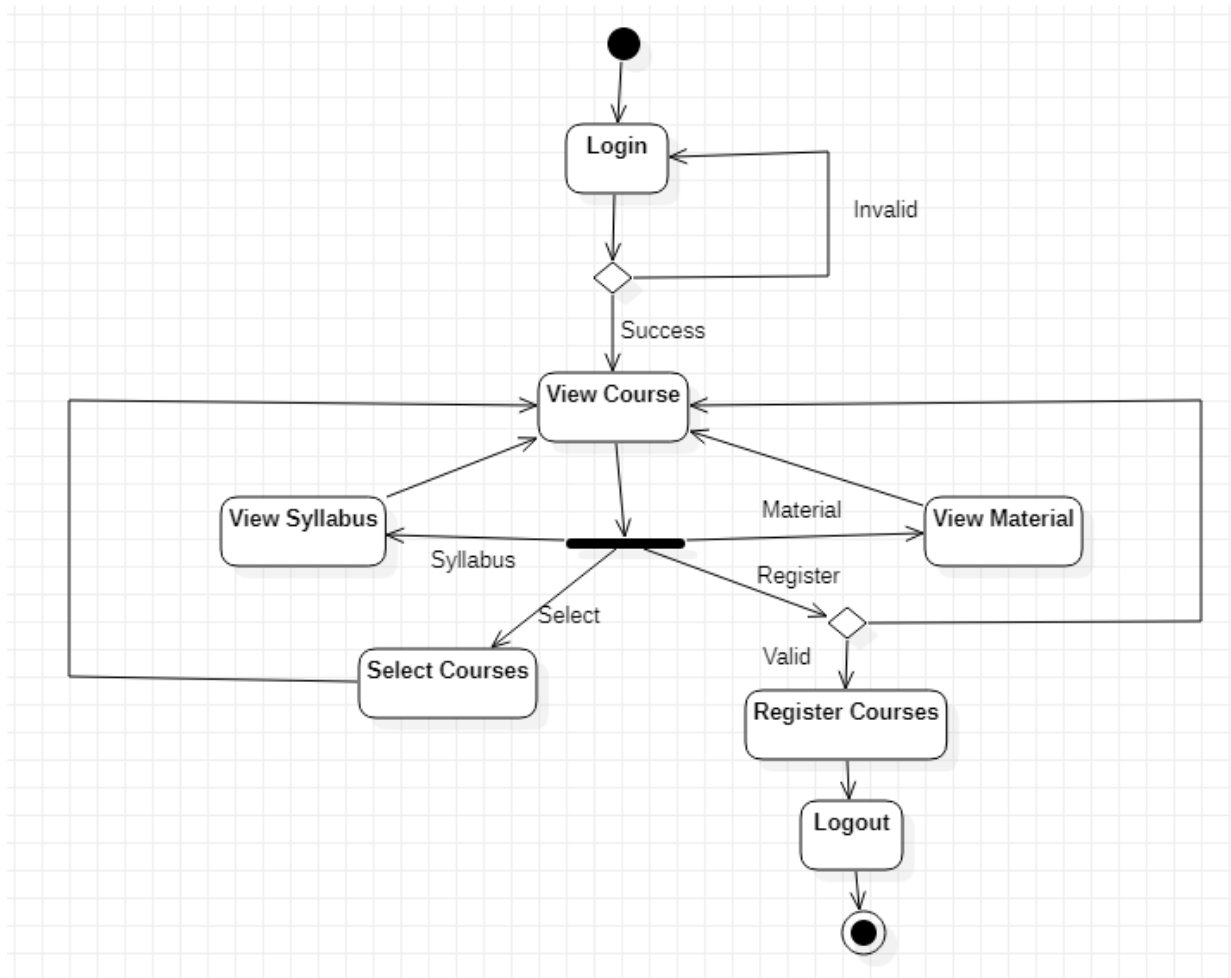 Login
Invalid
Success
View Course
View Syllabus
Material
View Material
Syllabus
Register
Select
Valid
Select Courses
Register Courses
Logout